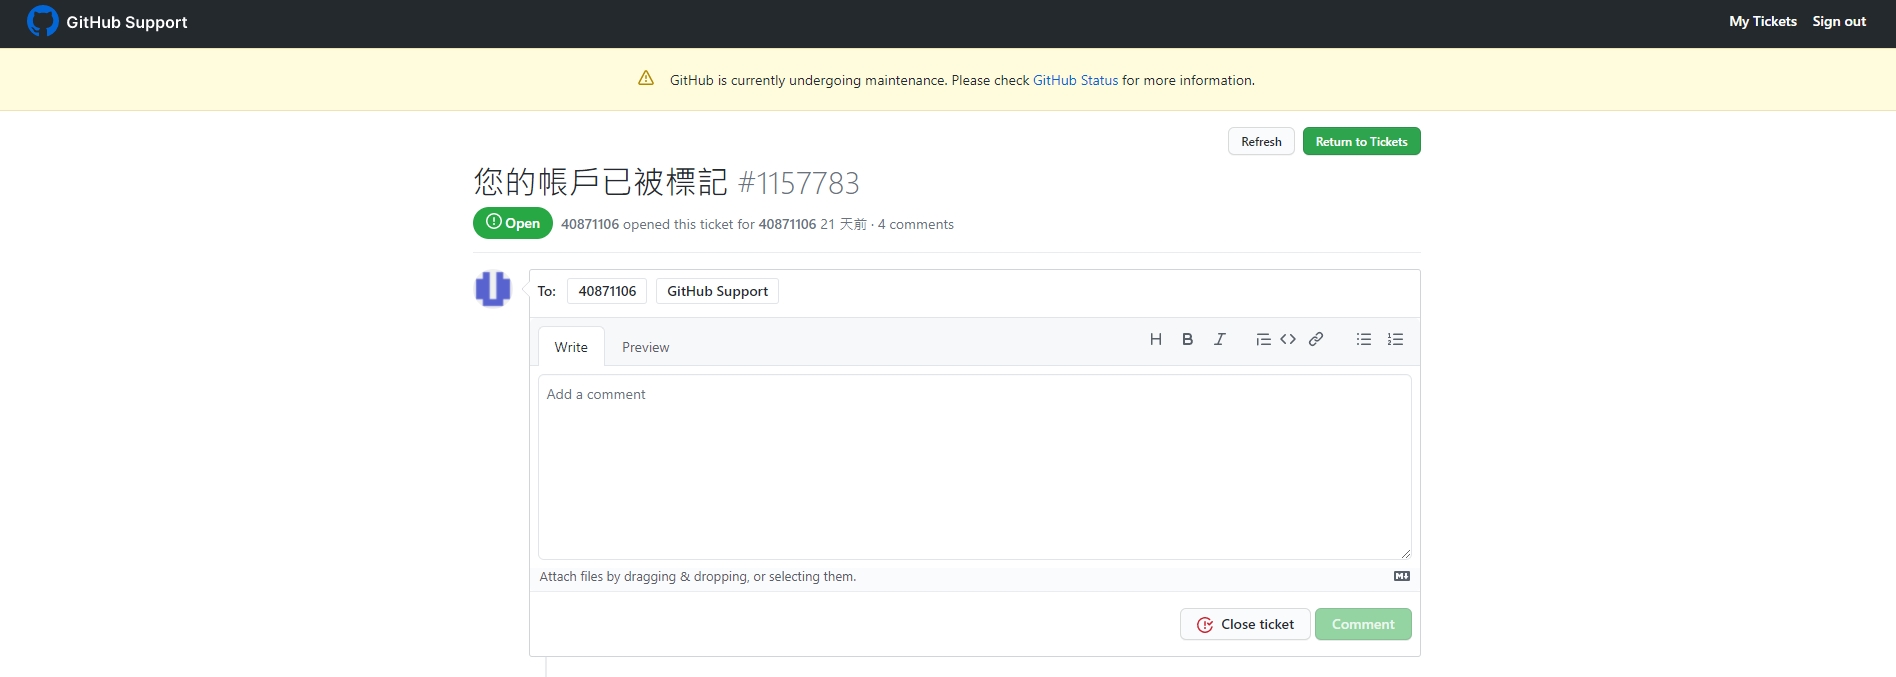 GitHub Support
My Tickets
Sign out
GitHub is currently undergoing maintenance. Please check GitHub Status for more information.
Refresh
Return to Tickets
您的帳戶已被標記 #1157783
Open
40871106 opened this ticket for 40871106 21 天前 · 4 comments
To: 40871106 GitHub Support
Write
Preview
Add a comment
Attach files by dragging & dropping, or selecting them.
Close ticket
Comment